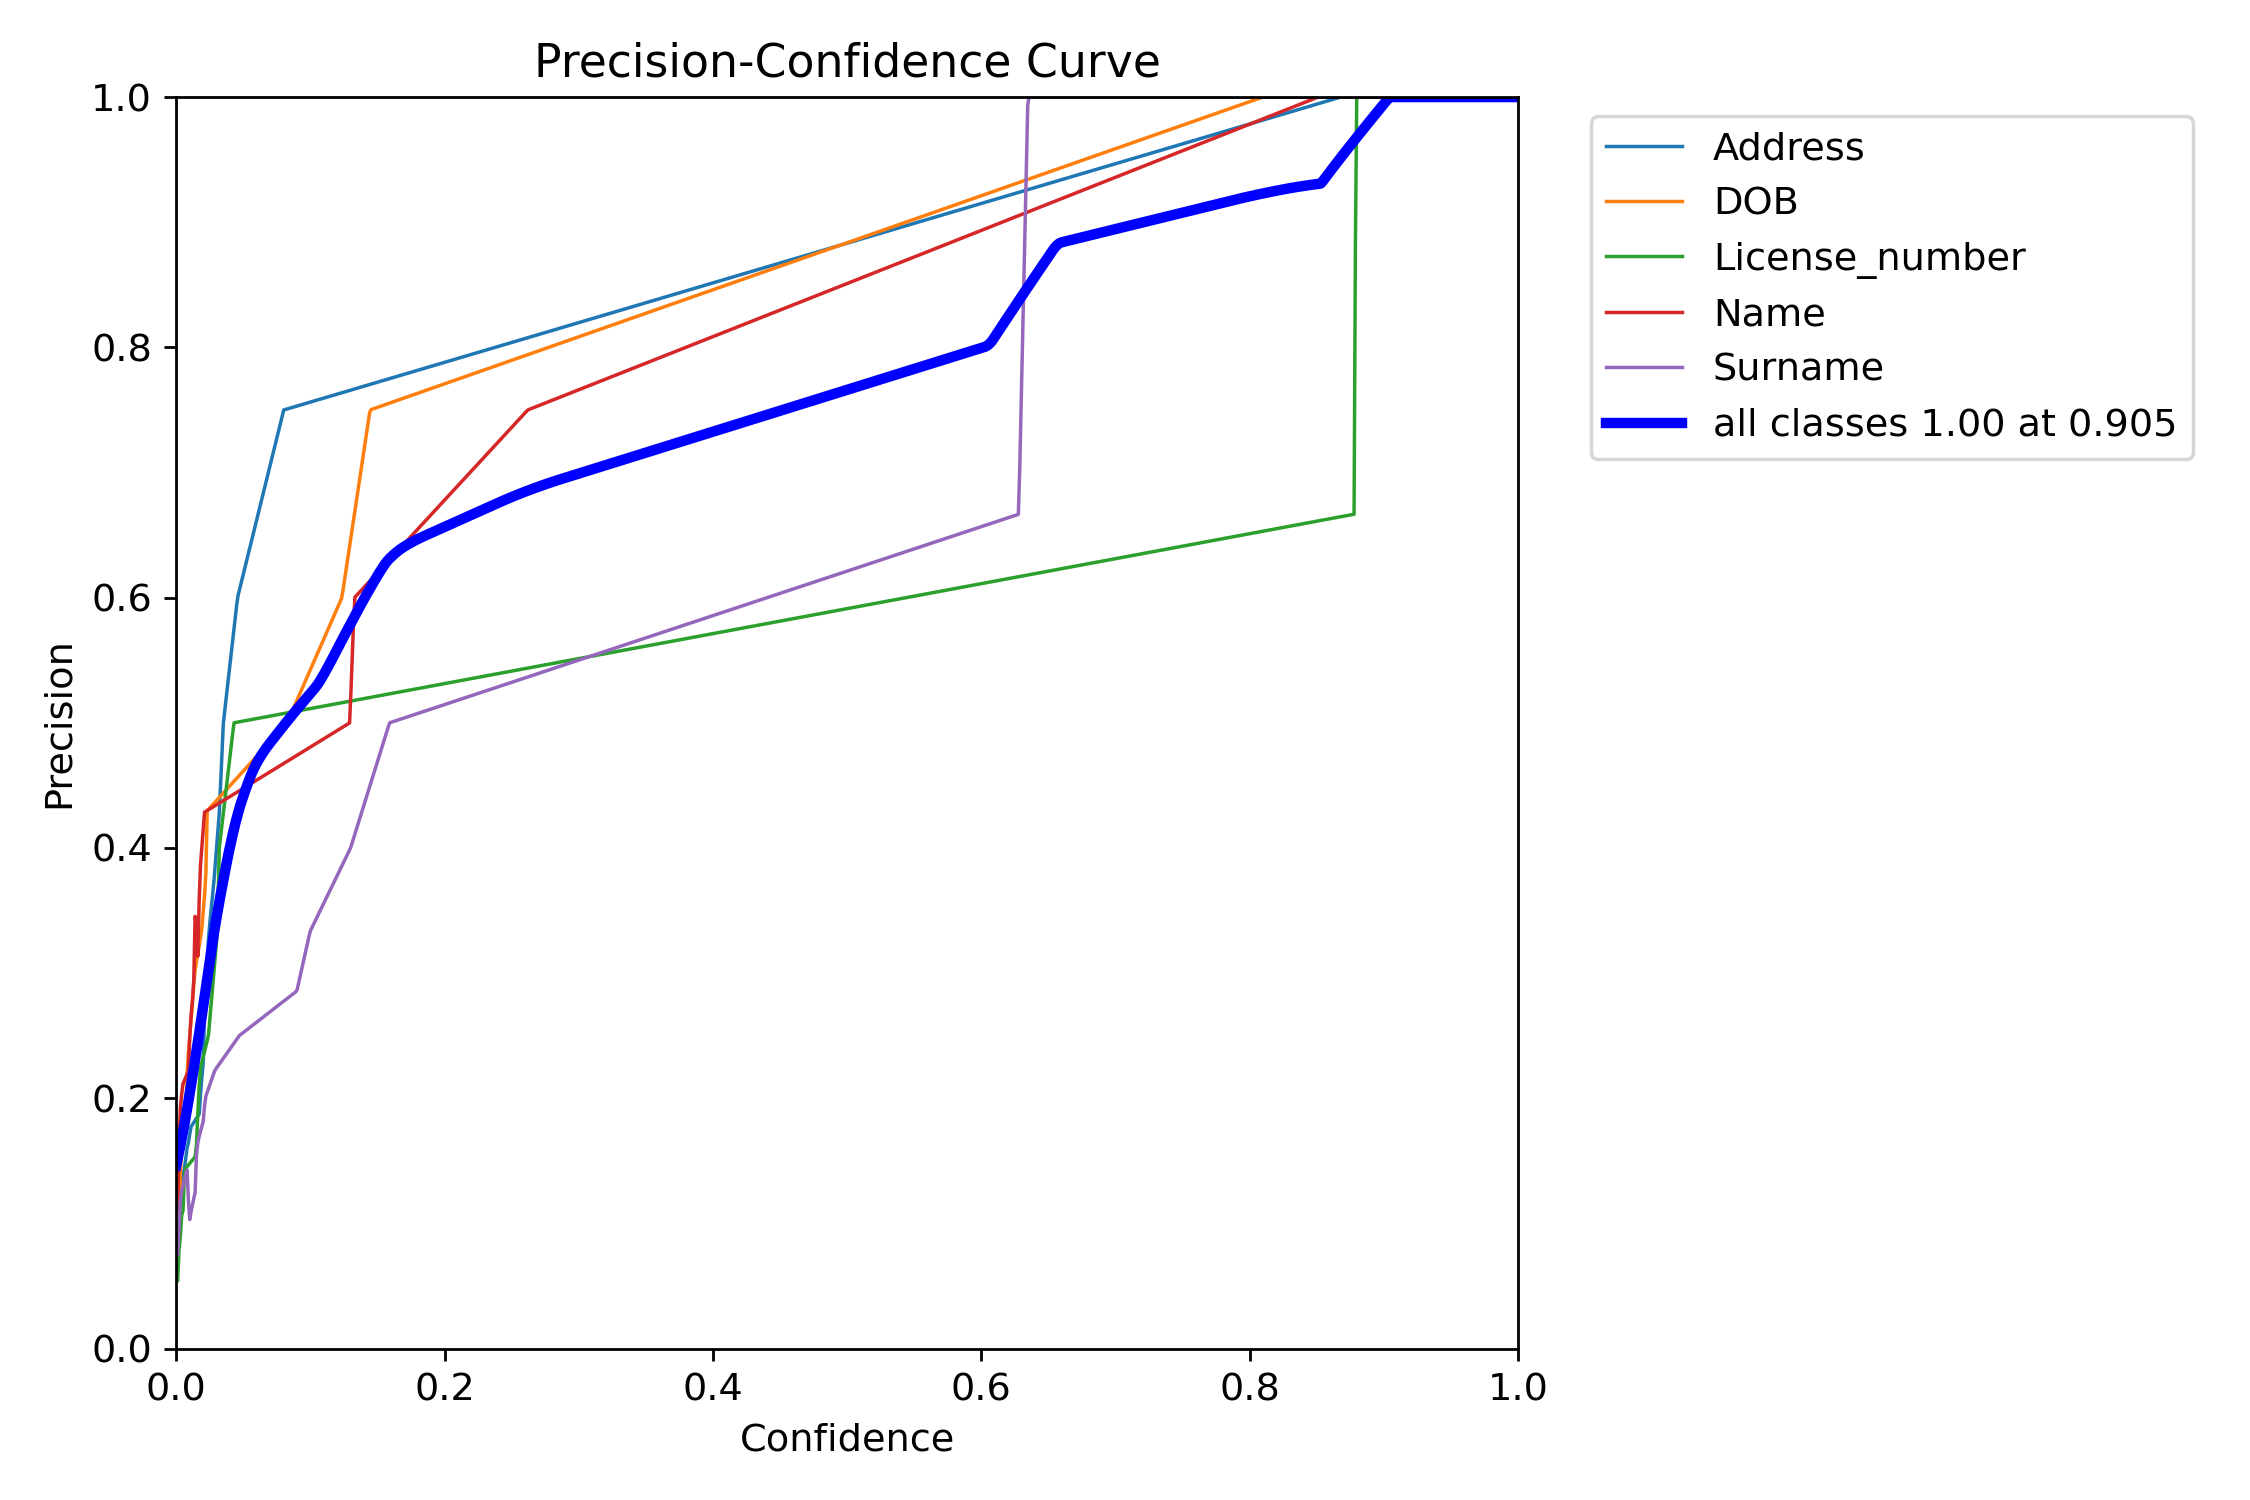 Precision-Confidence Curve
1.0
0.8
0.6
0.4
0.2
0.0
Precision
0.0 0.2 0.4 0.6 0.8 1.0
Confidence
Address
DOB
License_number
Name
Surname
all classes 1.00 at 0.905